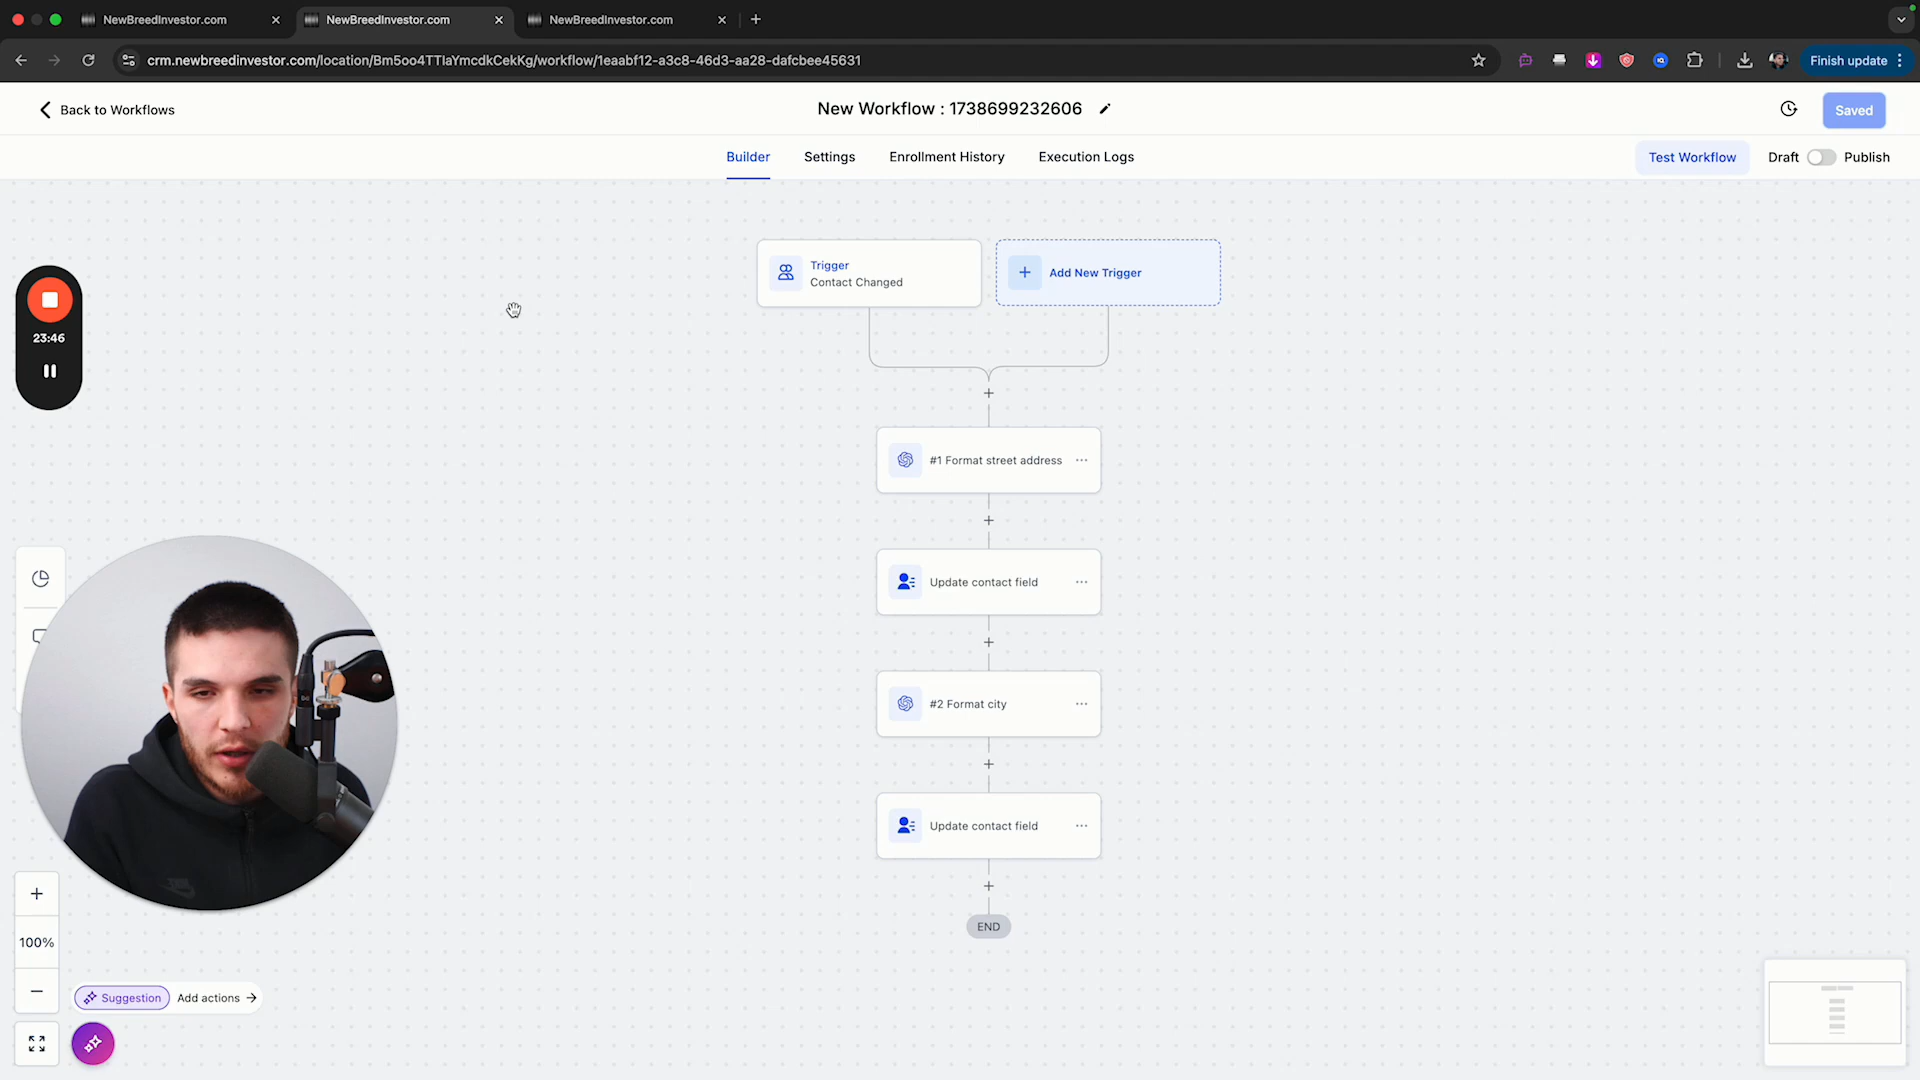 NewBreedInvestor.com
NewBreedInvestor.com
NewBreedInvestor.com
crm.newbreedinvestor.com/location/Bm5oo4TTIaYmcdkCekKg/workflow/1eaabf12-a3c8-46d3-aa28-dafcbee45631
Finish update
Back to Workflows
New Workflow : 1738699232606
Saved
Builder
Settings
Enrollment History
Execution Logs
Test Workflow
Draft
Publish
Trigger
Contact Changed
Add New Trigger
23:46
#1 Format street address
Update contact field
#2 Format city
Update contact field
END
100%
Suggestion
Add actions